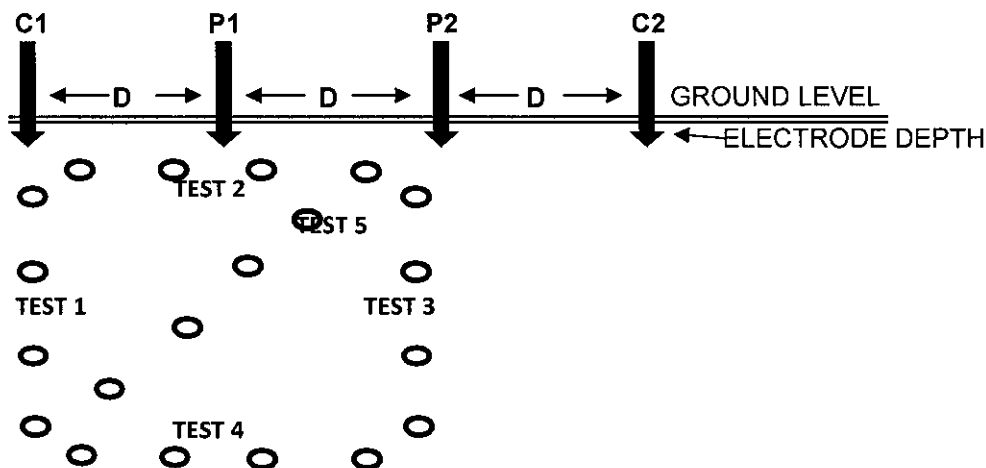 C1 P1 P2 C2
D D D
GROUND LEVEL
ELECTRODE DEPTH
TEST 2
TEST 5
TEST 1 TEST 3
TEST 4